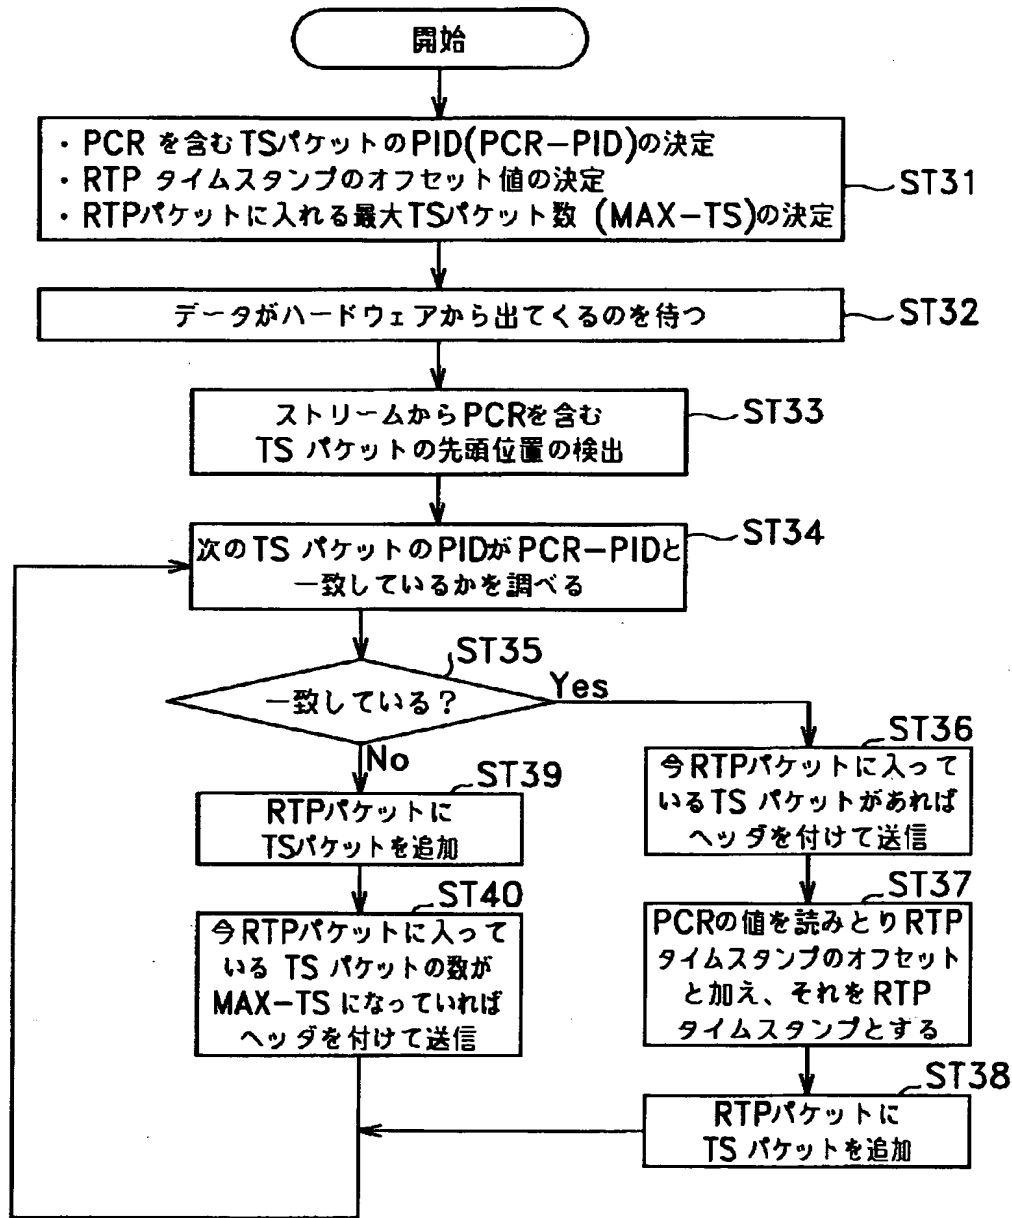 開始
・PCR を含むTSパケットのPID(PCR-PID)の決定
・RTP タイムスタンプのオフセット値の決定
・RTPパケットに入れる最大TSパケット数 (MAX-TS)の決定
ST31
データがハードウェアから出てくるのを待つ
ST32
ストリームからPCRを含む
TS パケットの先頭位置の検出
ST33
次のTS パケットのPIDがPCR-PIDと
一致しているかを調べる
ST34
一致している?
ST35
Yes
No
ST36
今RTPパケットに入って
いるTS パケットがあれば
ヘッダを付けて送信
ST39
RTPパケットに
TSパケットを追加
ST37
PCRの値を読みとりRTP
タイムスタンプのオフセット
と加え、それをRTP
タイムスタンプとする
ST40
今RTPパケットに入って
いる TS パケットの数が
MAX-TSになっていれば
ヘッダを付けて送信
ST38
RTPパケットに
TS パケットを追加